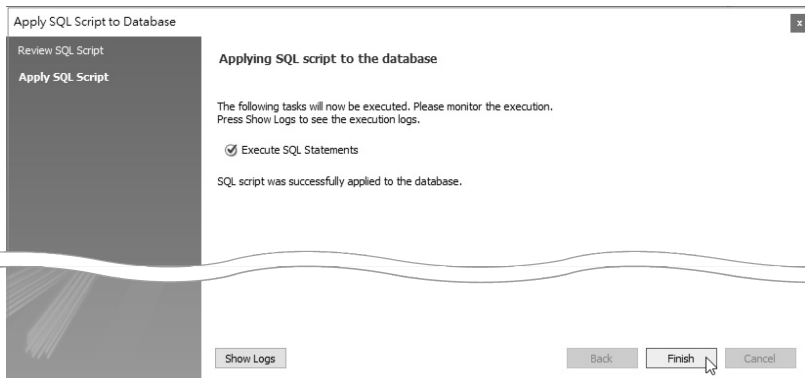 Apply SQL Script to Database
x
Review SQL Script
Apply SQL Script
Applying SQL script to the database
The following tasks will now be executed. Please monitor the execution.
Press Show Logs to see the execution logs.
Execute SQL Statements
SQL script was successfully applied to the database.
Show Logs
Back
Finish
Cancel